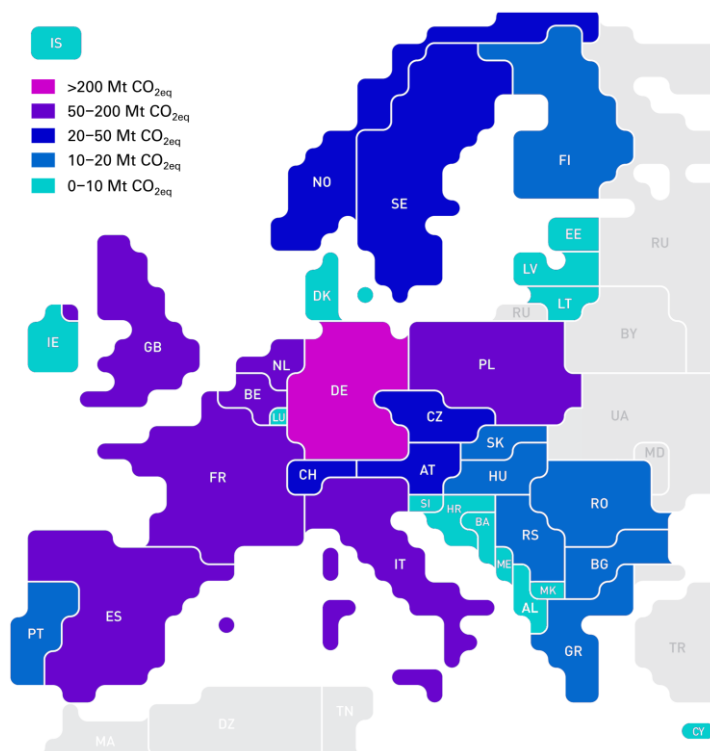 IS
>200 Mt CO2eq
50–200 Mt CO2eq
20–50 Mt CO2eq
10–20 Mt CO2eq
0–10 Mt CO2eq
FI
NO
SE
EE
RU
LV
DK
LT
RU
BY
IE
GB
NL
PL
BE
DE
LU
CZ
UA
SK
MD
FR
CH
AT
HU
SI
HR
RO
BA
RS
IT
ME
BG
MK
AL
ES
PT
GR
TR
TN
DZ
CY
MA